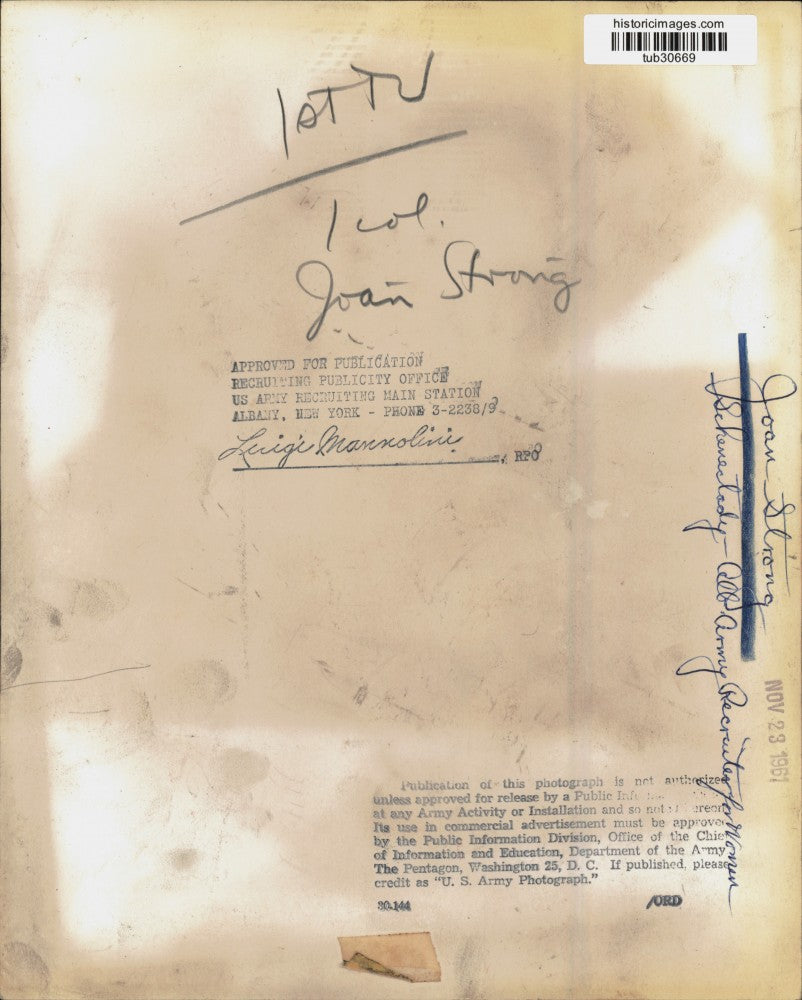 historicimages.com
tub30669
1ST TU
1 col.
Joan Strong
APPROVED FOR PUBLICATION
RECRUITING PUBLICITY OFFICE
US ARMY RECRUITING MAIN STATION
ALBANY, NEW YORK - PHONE 3-2238/9
Luigi Mannolini, RPO
Joan Strong
Schenectady - Army Recruiter for Women
NOV 23 1961
Publication of this photograph is not authorized
unless approved for release by a Public
at any Army Activity or Installation and so
Its use in commercial advertisement must be approved
by the Public Information Division, Office of the Chief
of Information and Education, Department of the Army
The Pentagon, Washington 25, D. C. If published, please
credit as "U. S. Army Photograph."
30-144 /ORD